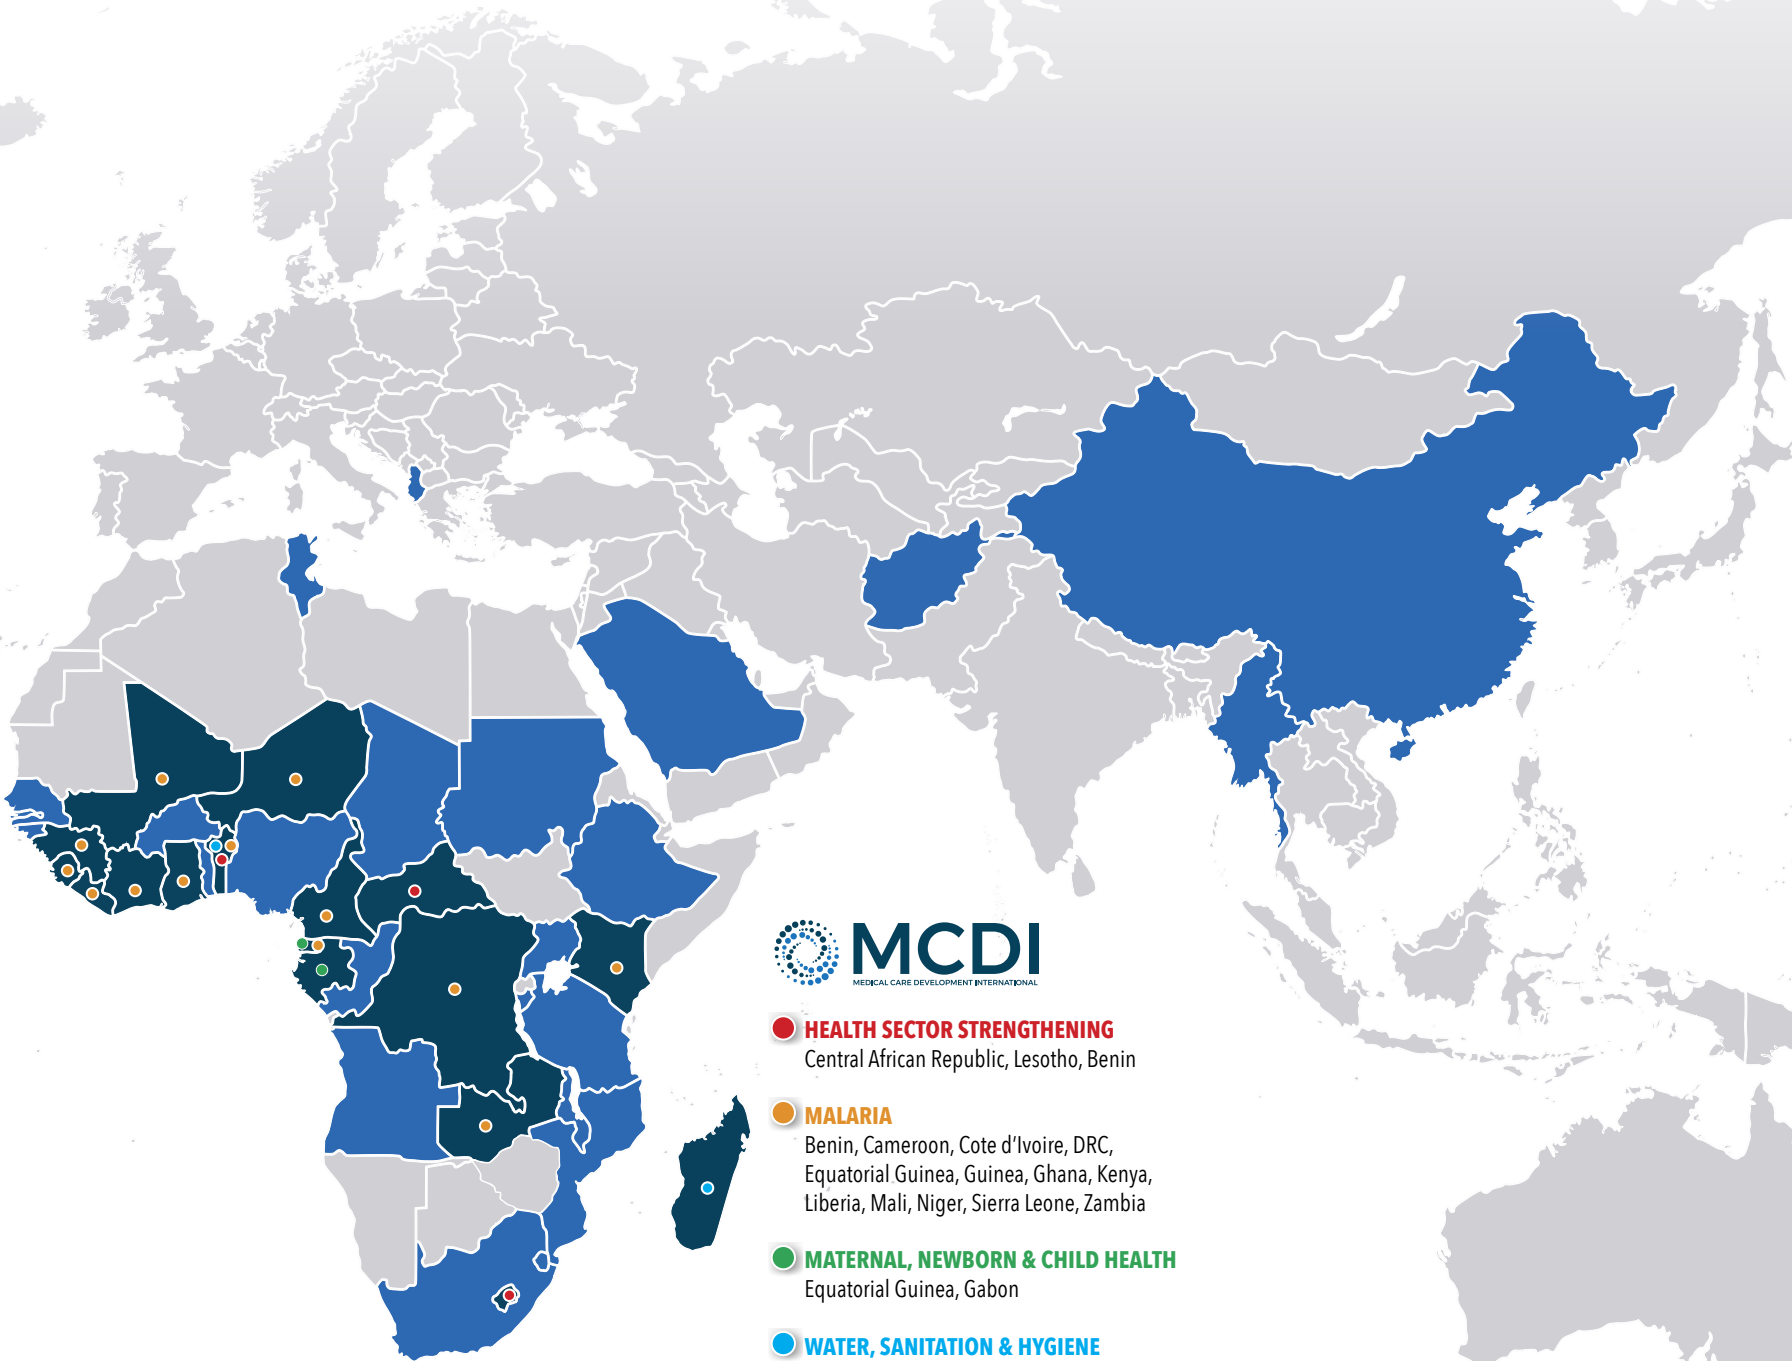 MCDI
MEDICAL CARE DEVELOPMENT INTERNATIONAL
HEALTH SECTOR STRENGTHENING
Central African Republic, Lesotho, Benin
MALARIA
Benin, Cameroon, Cote d'Ivoire, DRC,
Equatorial Guinea, Guinea, Ghana, Kenya,
Liberia, Mali, Niger, Sierra Leone, Zambia
MATERNAL, NEWBORN & CHILD HEALTH
Equatorial Guinea, Gabon
WATER, SANITATION & HYGIENE